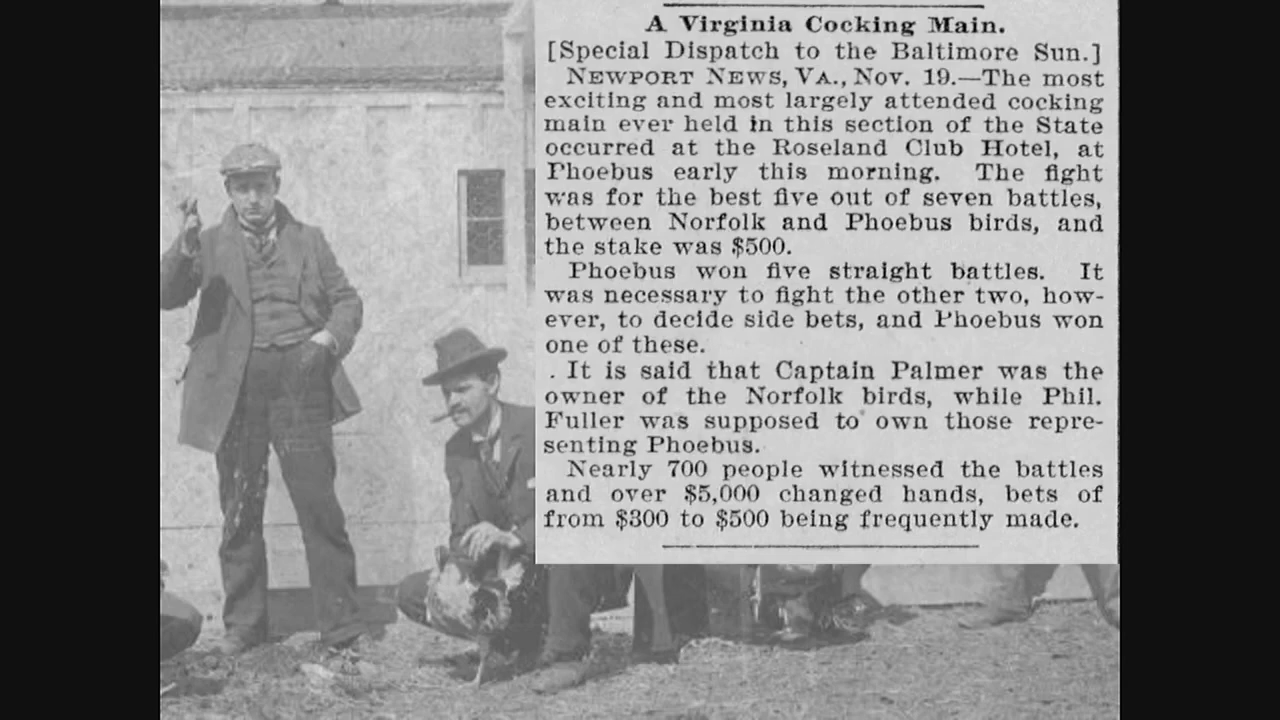 A Virginia Cocking Main.
[Special Dispatch to the Baltimore Sun.]
NEWPORT NEWS, VA., NOV. 19.—The most
exciting and most largely attended cocking
main ever held in this section of the State
occurred at the Roseland Club Hotel, at
Phoebus early this morning. The fight
was for the best five out of seven battles,
between Norfolk and Phoebus birds, and
the stake was $500.
Phoebus won five straight battles. It
was necessary to fight the other two, how-
ever, to decide side bets, and Phoebus won
one of these.
. It is said that Captain Palmer was the
owner of the Norfolk birds, while Phil.
Fuller was supposed to own those repre-
senting Phoebus.
Nearly 700 people witnessed the battles
and over $5,000 changed hands, bets of
from $300 to $500 being frequently made.